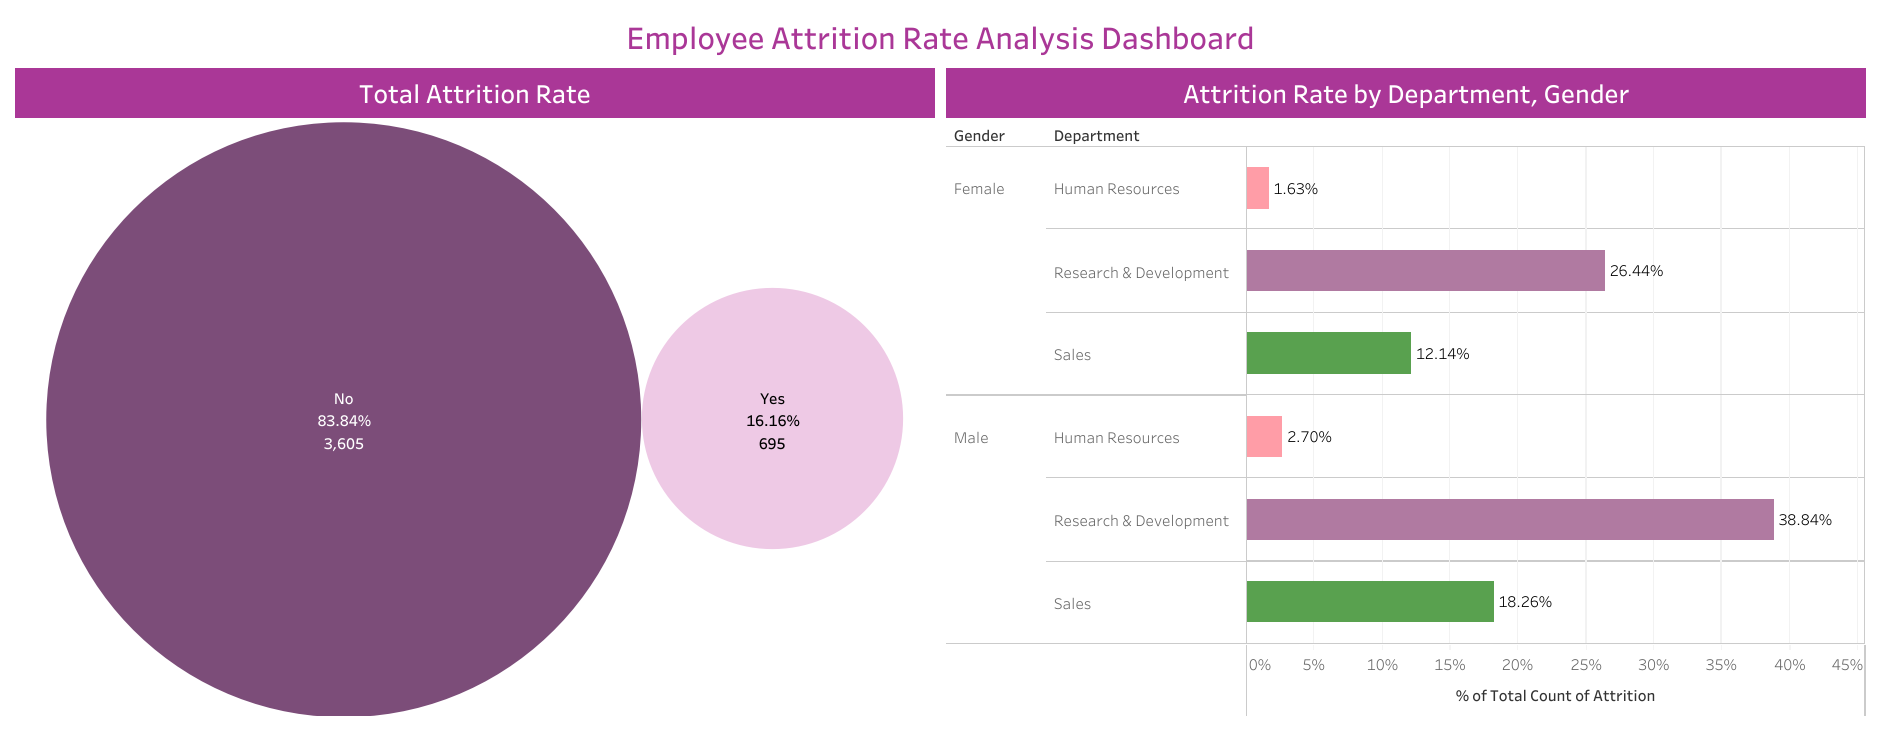 Employee Attrition Rate Analysis Dashboard
Total Attrition Rate
No
83.84%
3,605
Yes
16.16%
695
Attrition Rate by Department, Gender
Gender Department
Female Human Resources 1.63%
Research & Development 26.44%
Sales 12.14%
Male Human Resources 2.70%
Research & Development 38.84%
Sales 18.26%
0% 5% 10% 15% 20% 25% 30% 35% 40% 45%
% of Total Count of Attrition